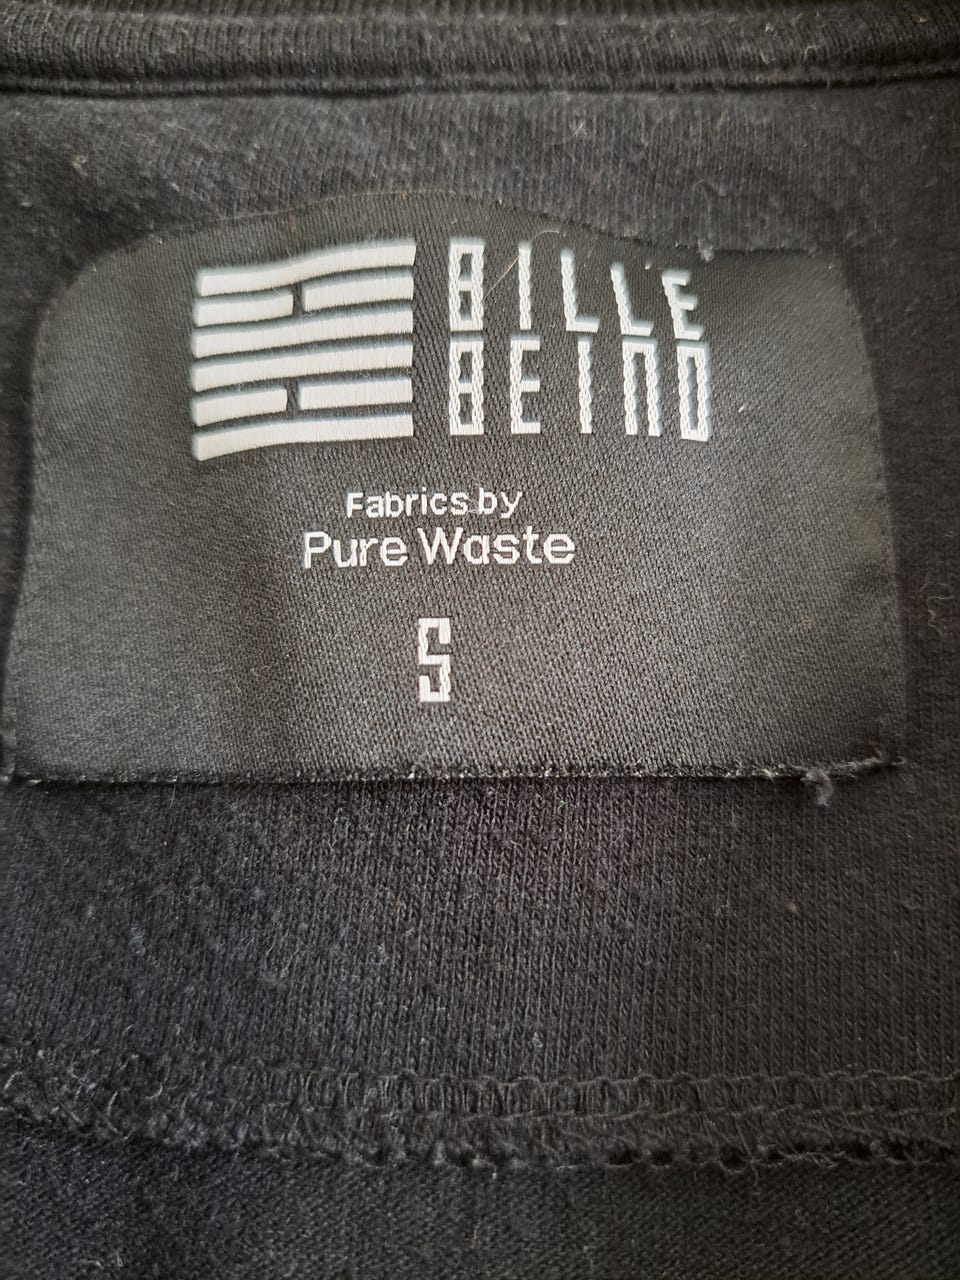 BILLE
BEINO
Fabrics by
Pure Waste
S